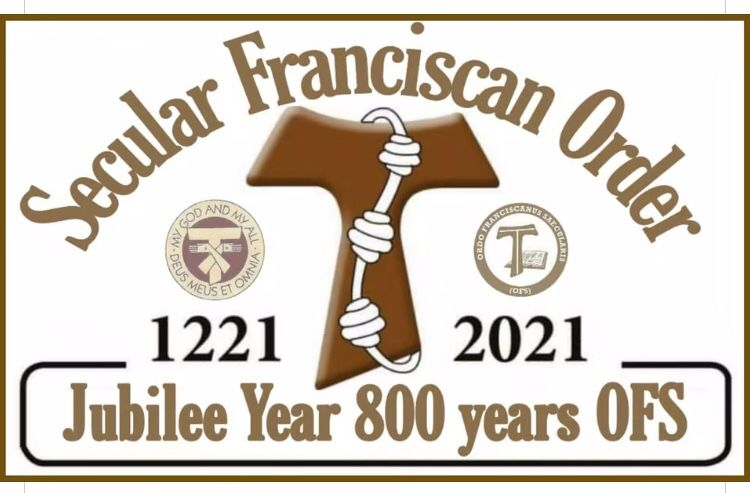 Secular Franciscan Order
MY GOD AND MY ALL
DEUS MEUS ET OMNIA
ORDO FRANCISCANUS SAECULARIS
(OFS)
1221 2021
Jubilee Year 800 years OFS